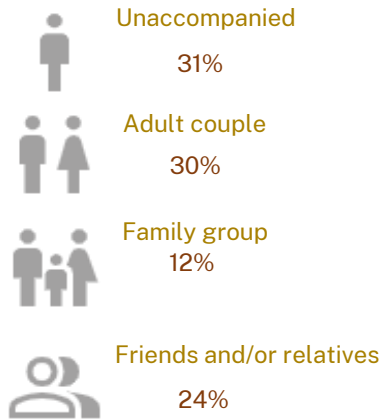 Unaccompanied
31%
Adult couple
30%
Family group
12%
Friends and/or relatives
24%